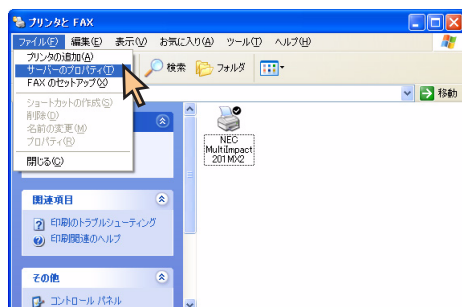 プリンタと FAX
ファイル(F) 編集(E) 表示(V) お気に入り(A) ツール(T) ヘルプ(H)
プリンタの追加(A)
サーバーのプロパティ(T)
FAX のセットアップ(X)
ショートカットの作成(S)
削除(D)
名前の変更(M)
プロパティ(R)
閉じる(C)
検索 フォルダ
移動
NEC
MultiImpact
201MX2
関連項目
印刷のトラブルシューティング
印刷関連のヘルプ
その他
コントロール パネル